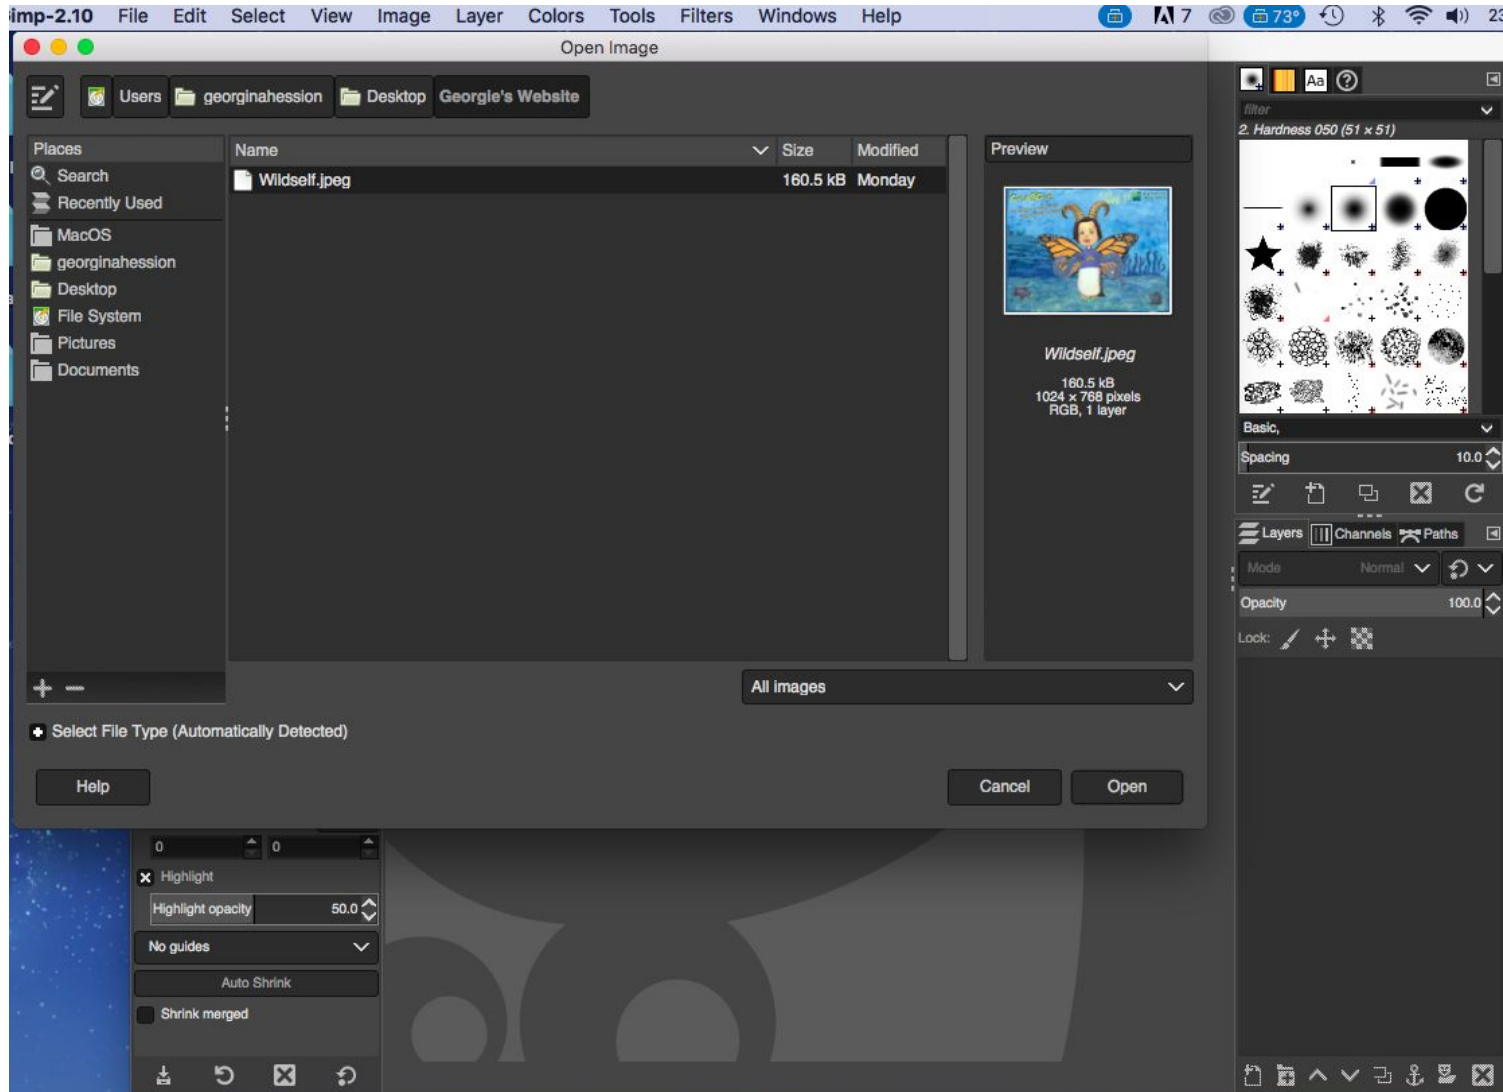 imp-2.10 File Edit Select View Image Layer Colors Tools Filters Windows Help 7 73° 23
Open Image
Users georginahession Desktop Georgie's Website
Places
Search
Recently Used
MacOS
georginahession
Desktop
File System
Pictures
Documents
Name Size Modified
Wildself.jpeg 160.5 kB Monday
Preview
Wildself.jpeg
160.5 kB
1024 × 768 pixels
RGB, 1 layer
All images
Select File Type (Automatically Detected)
Help Cancel Open
0 0
Highlight
Highlight opacity 50.0
No guides
Auto Shrink
Shrink merged
Aa
filter
2. Hardness 050 (51 × 51)
Basic,
Spacing 10.0
Layers Channels Paths
Mode Normal
Opacity 100.0
Lock: